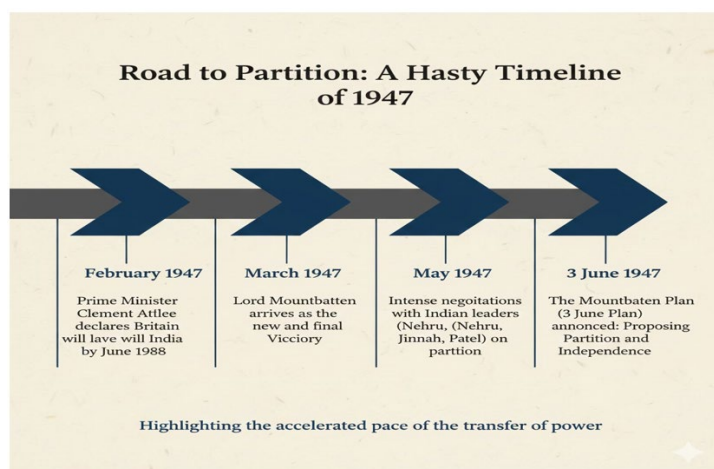 Road to Partition: A Hasty Timeline
of 1947
February 1947
Prime Minister
Clement Attlee
declares Britain
will lave will India
by June 1988
March 1947
Lord Mountbatten
arrives as the
new and final
Vicciory
May 1947
Intense negoitations
with Indian leaders
(Nehru, (Nehru,
Jinnah, Patel) on
parttion
3 June 1947
The Mountbaten Plan
(3 June Plan)
annonced: Proposing
Partition and
Independence
Highlighting the accelerated pace of the transfer of power